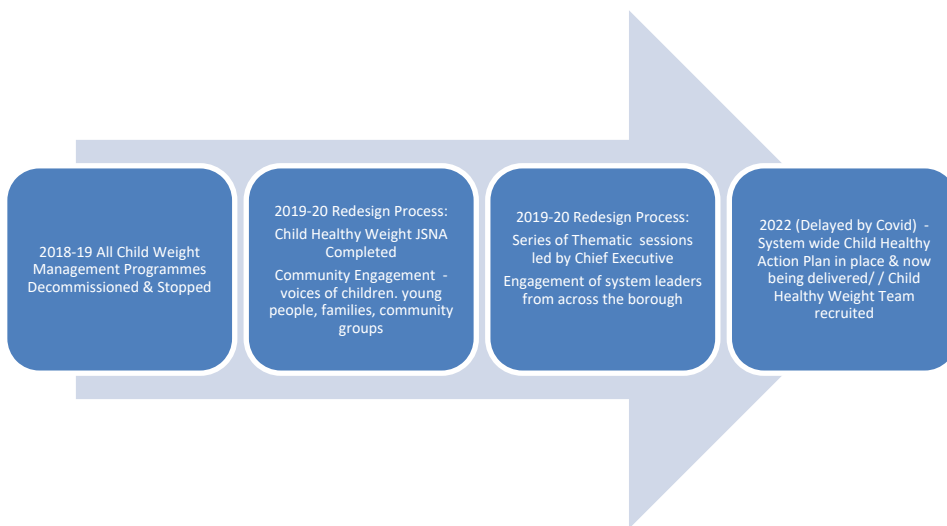 2018-19 All Child Weight
Management Programmes
Decommissioned & Stopped
2019-20 Redesign Process:
Child Healthy Weight JSNA
Completed
Community Engagement -
voices of children. young
people, families, community
groups
2019-20 Redesign Process:
Series of Thematic sessions
led by Chief Executive
Engagement of system leaders
from across the borough
2022 (Delayed by Covid) -
System wide Child Healthy
Action Plan in place & now
being delivered/ / Child
Healthy Weight Team
recruited